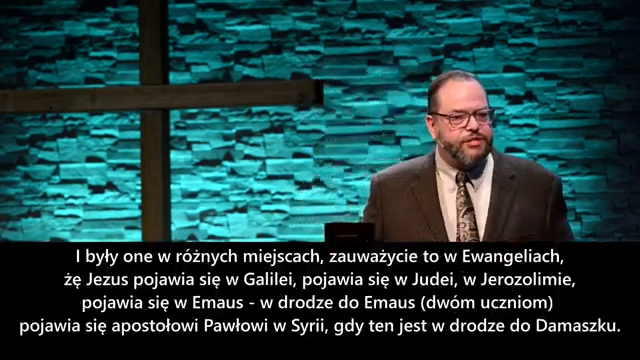 I były one w różnych miejscach, zauważycie to w Ewangeliach,
żę Jezus pojawia się w Galilei, pojawia się w Judei, w Jerozolimie,
pojawia się w Emaus - w drodze do Emaus (dwóm uczniom)
pojawia się apostołowi Pawłowi w Syrii, gdy ten jest w drodze do Damaszku.